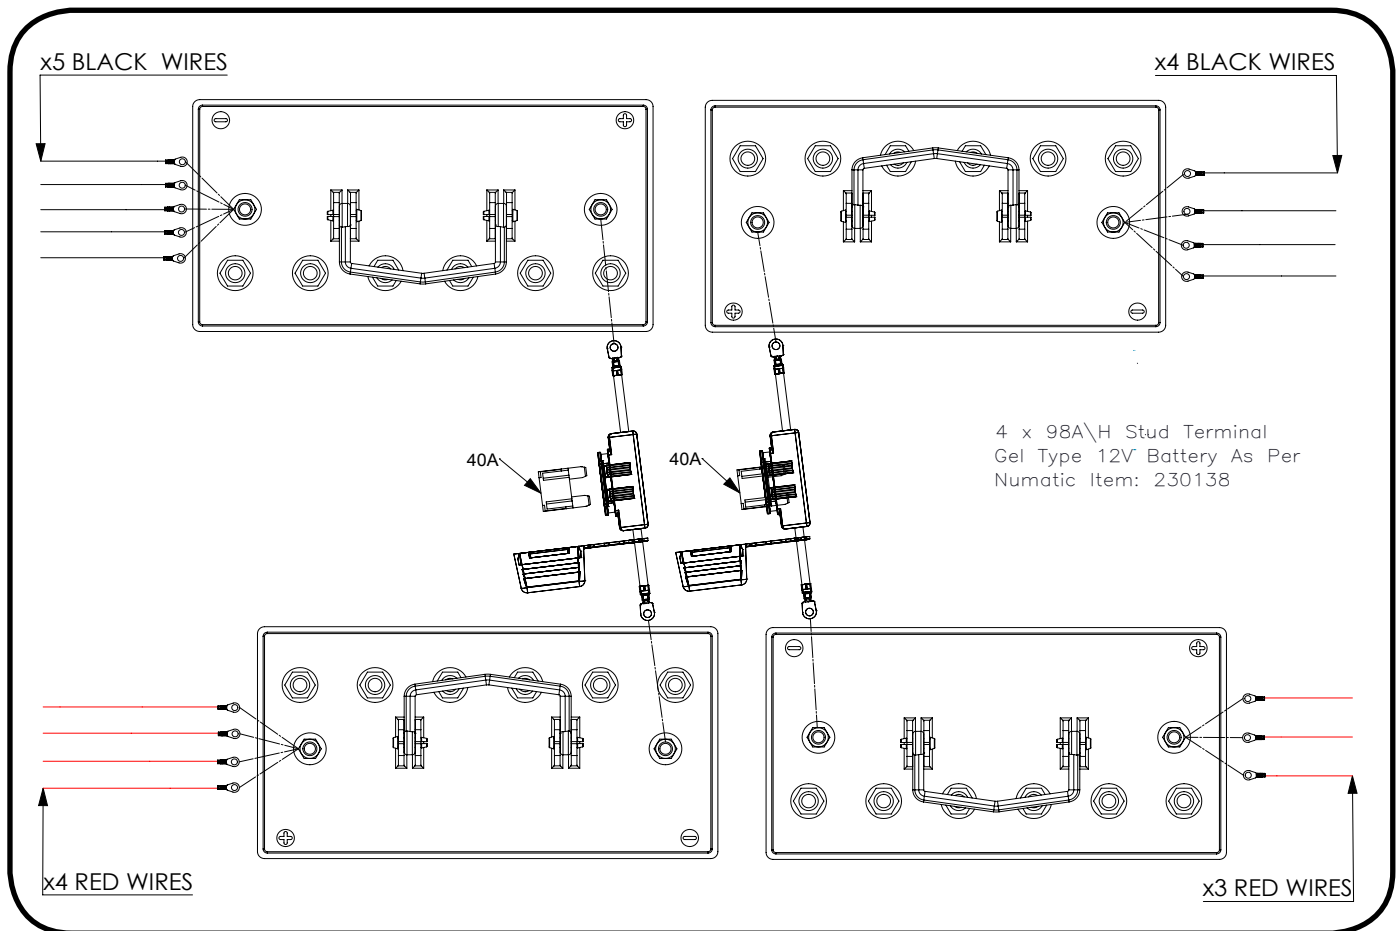 x5 BLACK WIRES
x4 BLACK WIRES
40A
40A
4 x 98A\H Stud Terminal
Gel Type 12V Battery As Per
Numatic Item: 230138
x4 RED WIRES
x3 RED WIRES